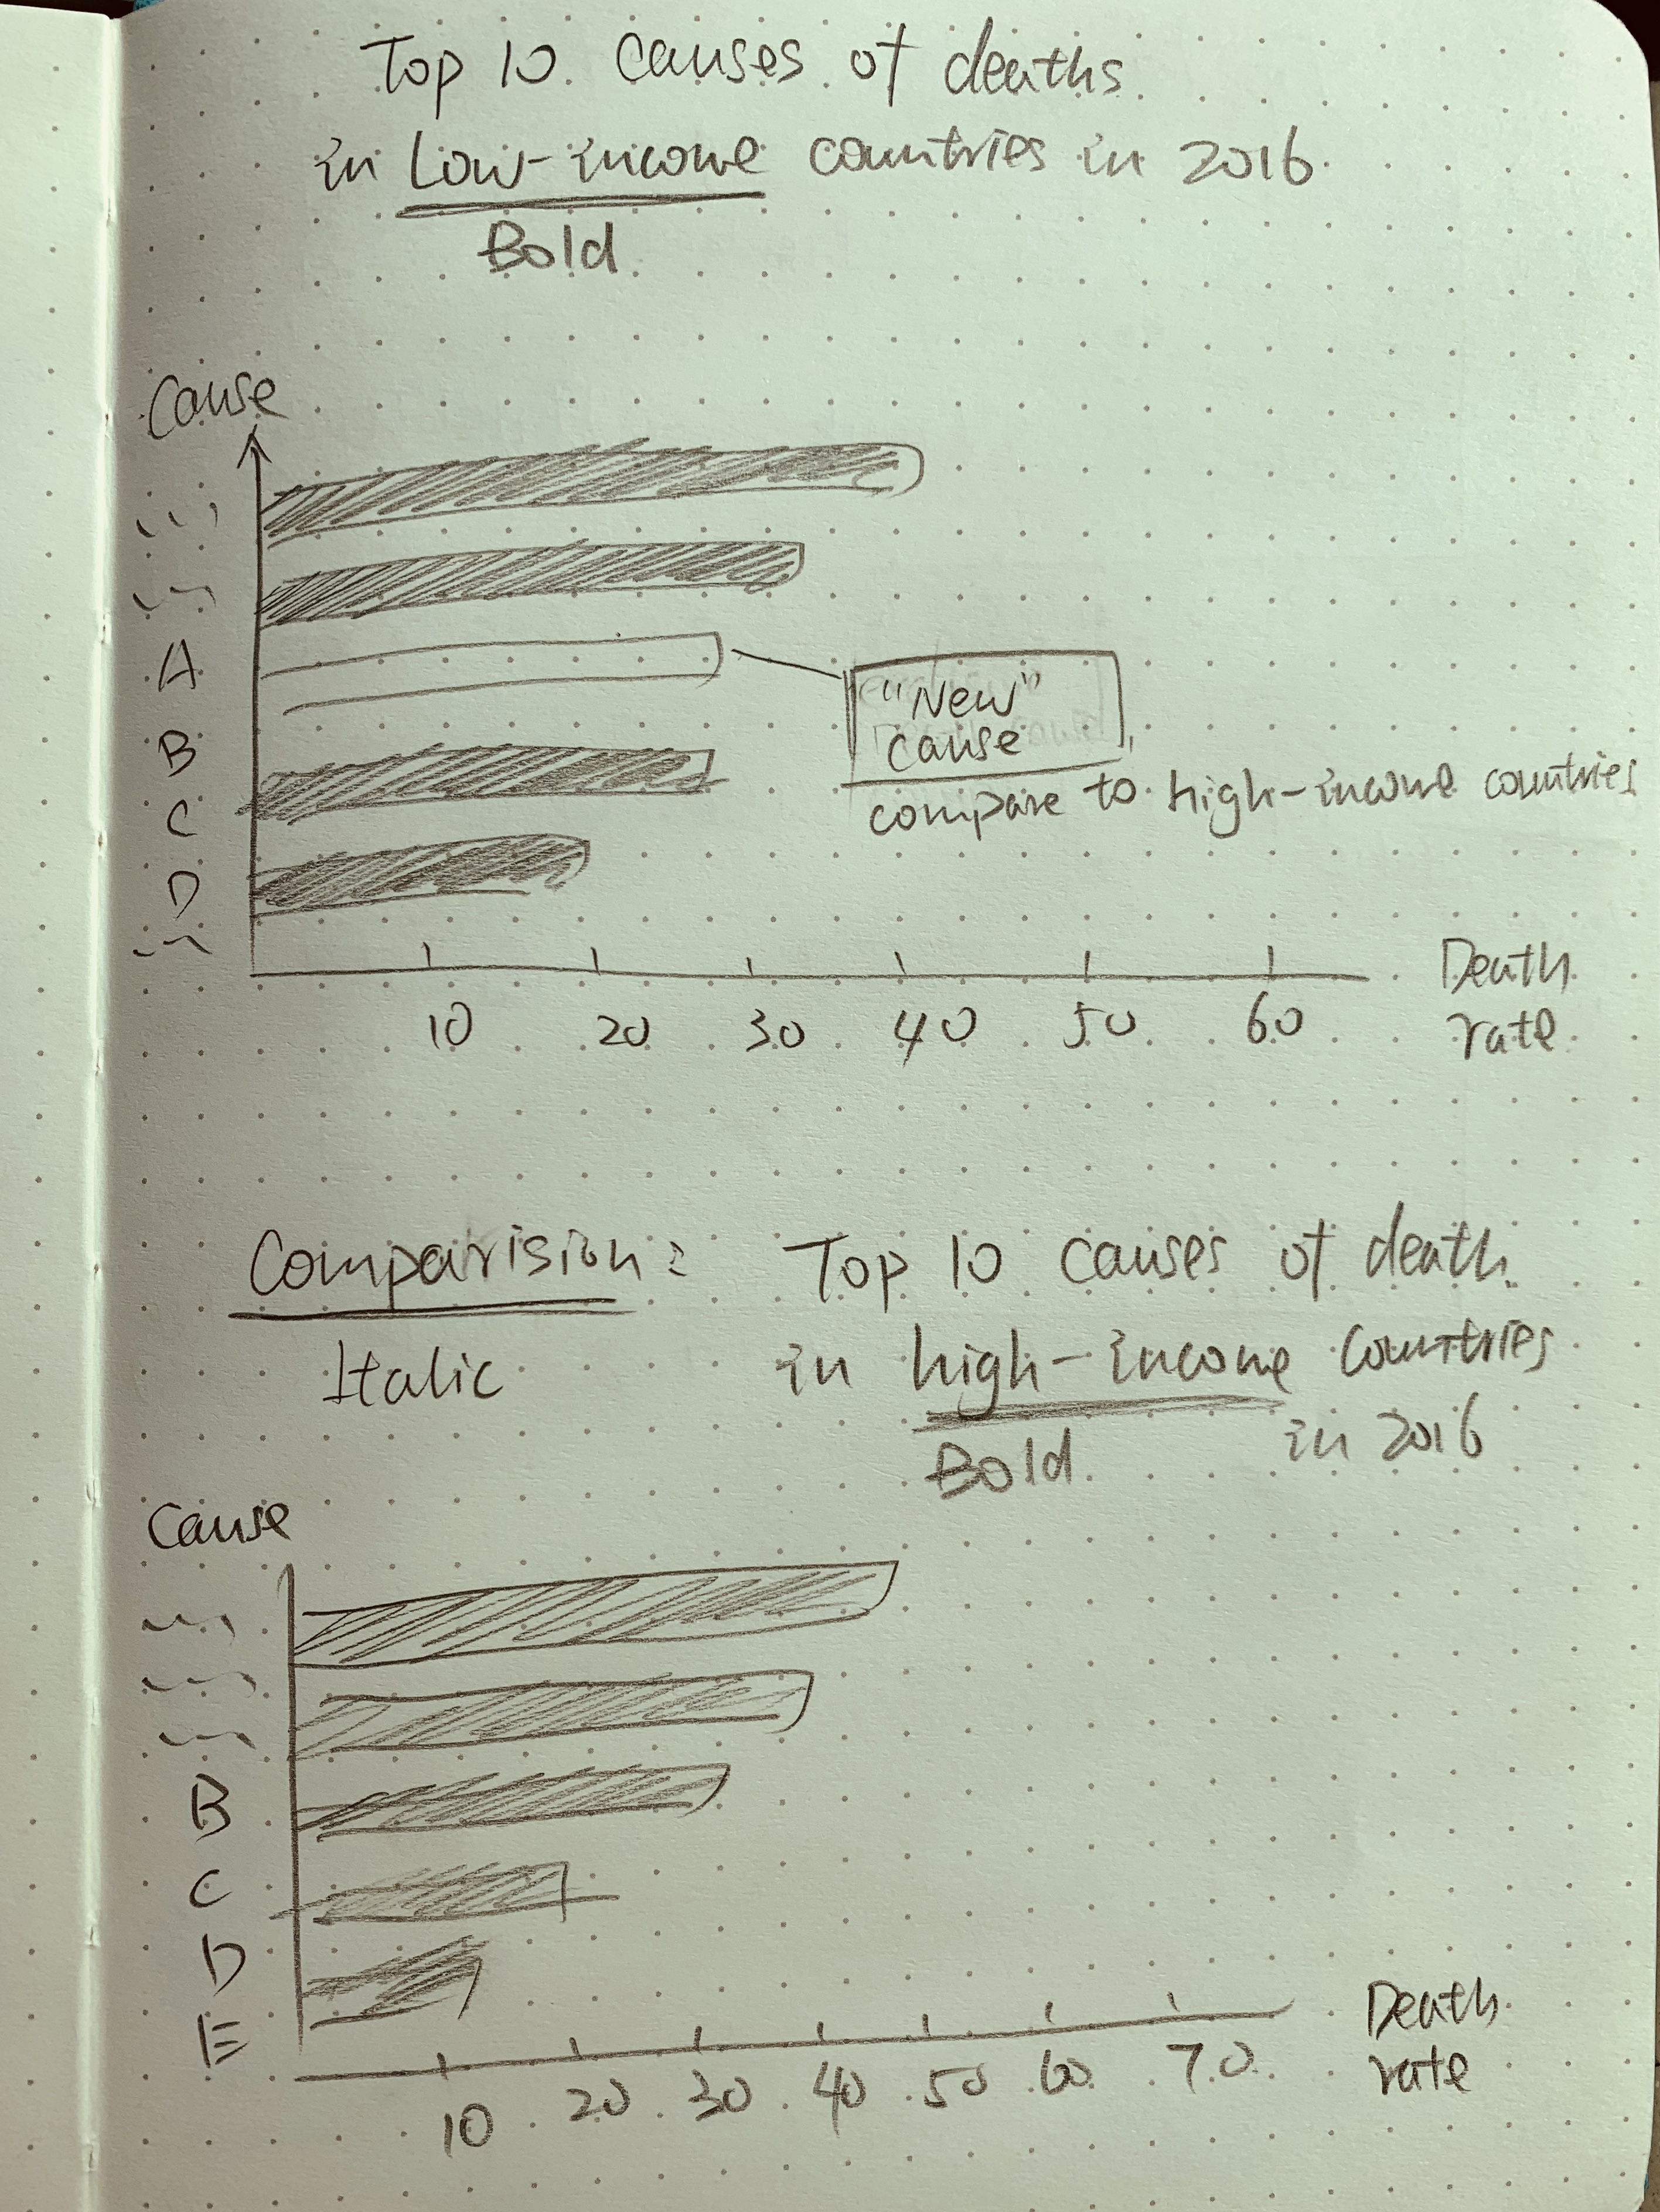 Top 10 causes of deaths
in Low-income countries in 2016
Bold
Cause
A
"New"
cause
B
compare to high-income countries
C
D
Death
rate
10 20 30 40 50 60
Comparision: Top 10 causes of death
Italic
in high-income countries
in 2016
Bold
Cause
B
C
D
E
Death
rate
10 20 30 40 50 60 70